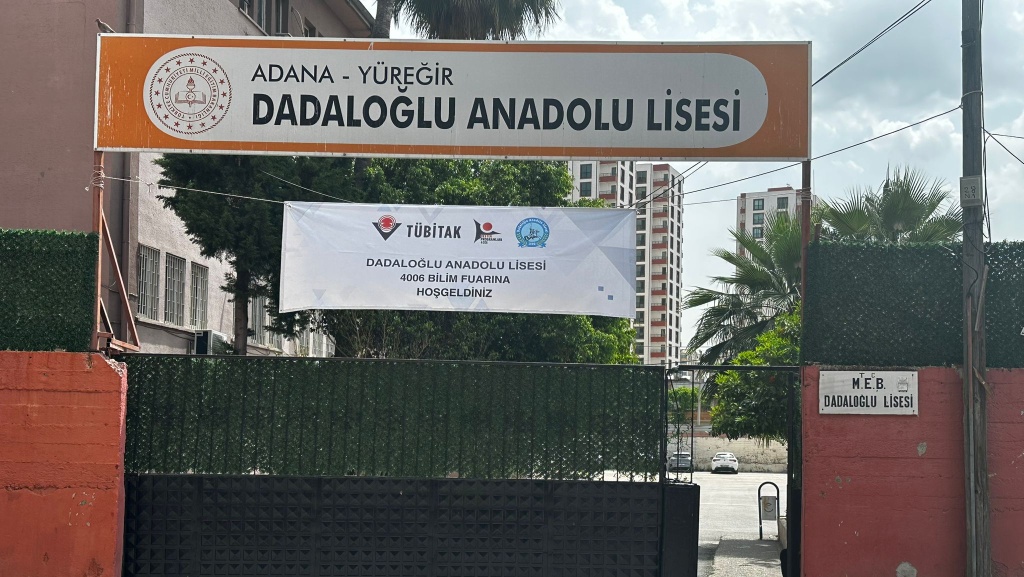 ADANA - YÜREĞİR
DADALOĞLU ANADOLU LİSESİ
TÜBİTAK
DADALOĞLU ANADOLU LİSESİ
4006 BİLİM FUARINA
HOŞGELDİNİZ
T.C
M.E.B.
DADALOĞLU LİSESİ